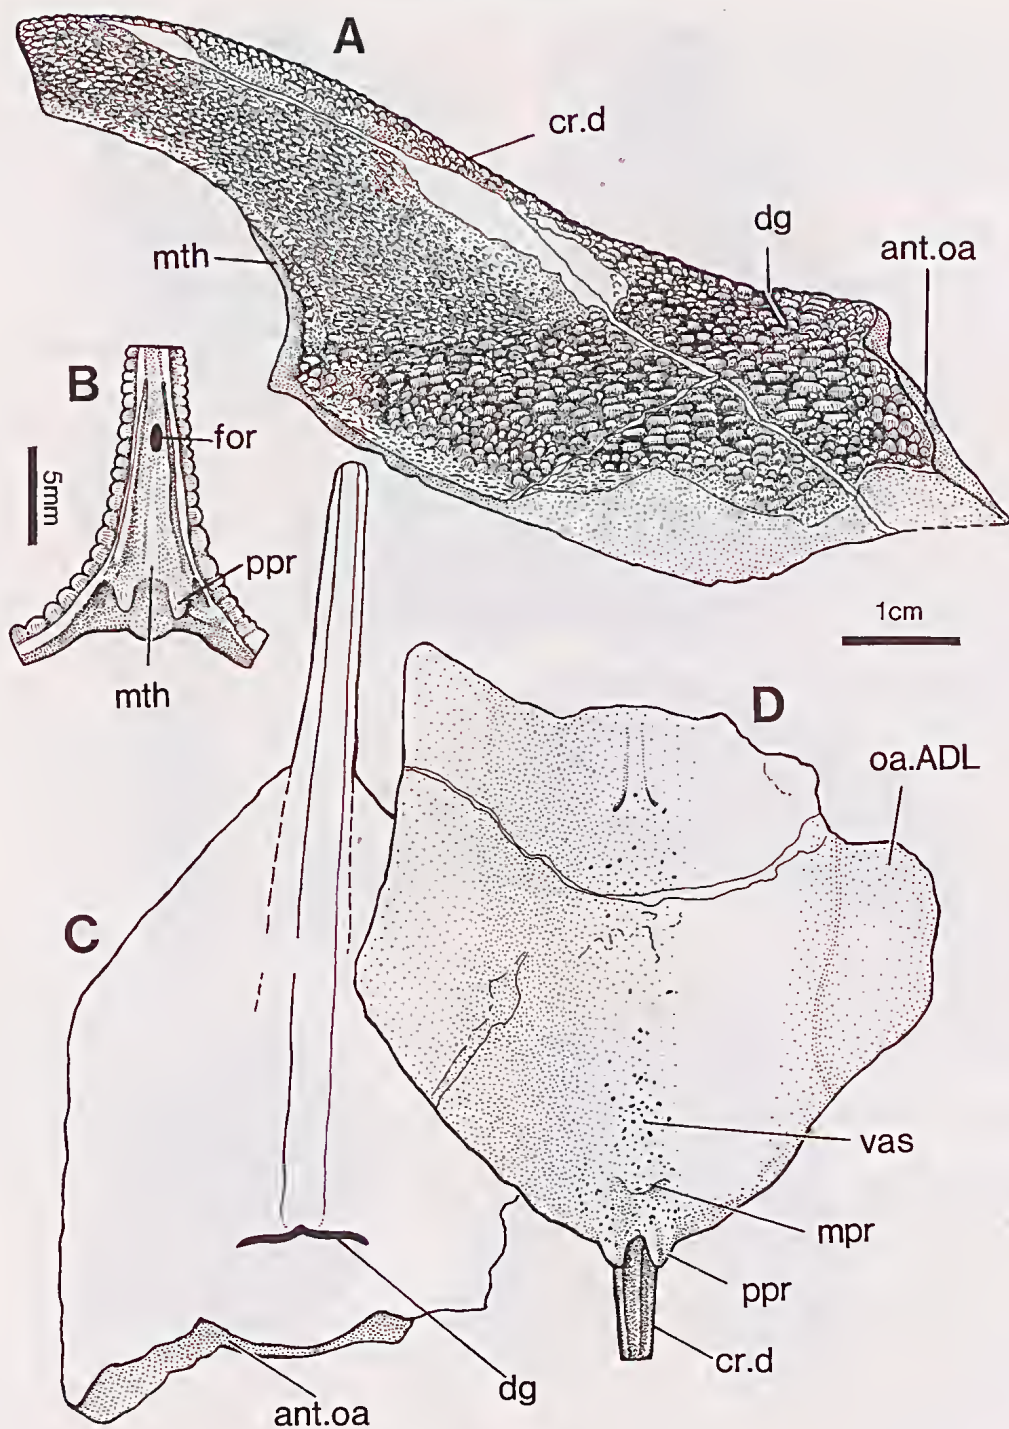 A
cr.d
dg
ant.oa
mth
B
for
5mm
ppr
mth
1cm
D
oa.ADL
C
vas
mpr
ppr
cr.d
dg
ant.oa